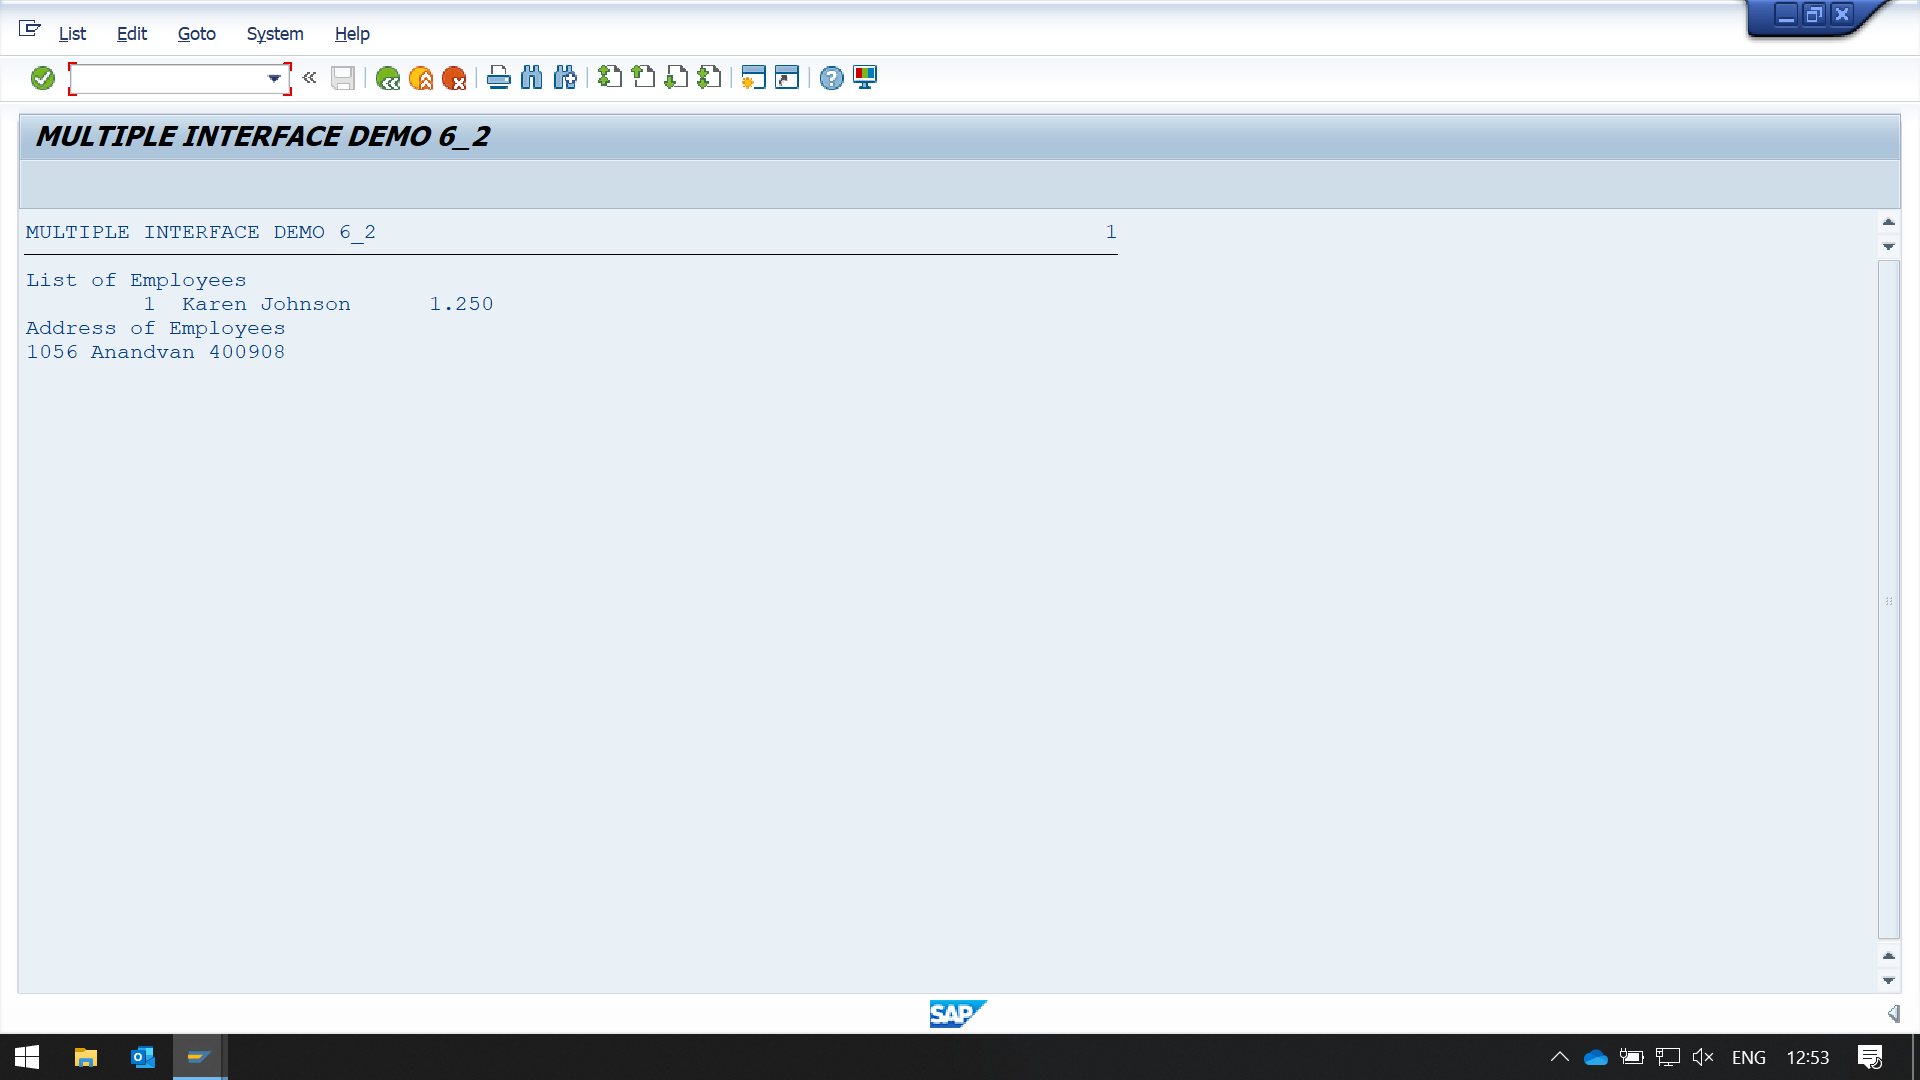 List Edit Goto System Help
MULTIPLE INTERFACE DEMO 6_2
MULTIPLE INTERFACE DEMO 6_2 1
List of Employees
1 Karen Johnson 1.250
Address of Employees
1056 Anandvan 400908
SAP
ENG 12:53